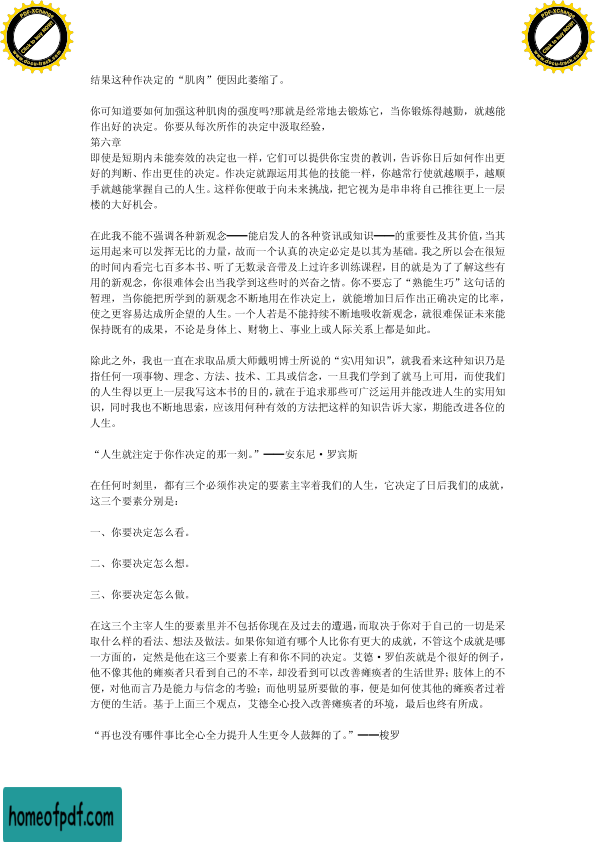 PDF-XChange
Click to buy NOW!
www.docu-track.com
PDF-XChange
Click to buy NOW!
www.docu-track.com
结果这种作决定的“肌肉”便因此萎缩了。
你可知道要如何加强这种肌肉的强度吗?那就是经常地去锻炼它，当你锻炼得越勤，就越能
作出好的决定。你要从每次所作的决定中汲取经验，
第六章
即使是短期内未能奏效的决定也一样，它们可以提供你宝贵的教训，告诉你日后如何作出更
好的判断、作出更佳的决定。作决定就跟运用其他的技能一样，你越常行使就越顺手，越顺
手就越能掌握自己的人生。这样你便敢于向未来挑战，把它视为是串串将自己推往更上一层
楼的大好机会。
在此我不能不强调各种新观念━━能启发人的各种资讯或知识━━的重要性及其价值，当其
运用起来可以发挥无比的力量，故而一个认真的决定必定是以其为基础。我之所以会在很短
的时间内看完七百多本书、听了无数录音带及上过许多训练课程，目的就是为了了解这些有
用的新观念，你很难体会出当我学到这些时的兴奋之情。你不要忘了“熟能生巧”这句话的
暂理，当你能把所学到的新观念不断地用在作决定上，就能增加日后作出正确决定的比率，
使之更容易达成所企望的人生。一个人若是不能持续不断地吸收新观念，就很难保证未来能
保持既有的成果，不论是身体上、财物上、事业上或人际关系上都是如此。
除此之外，我也一直在求取品质大师戴明博士所说的“实\用知识”，就我看来这种知识乃是
指任何一项事物、理念、方法、技术、工具或信念，一旦我们学到了就马上可用，而使我们
的人生得以更上一层我写这本书的目的，就在于追求那些可广泛运用并能改进人生的实用知
识，同时我也不断地思索，应该用何种有效的方法把这样的知识告诉大家，期能改进各位的
人生。
“人生就注定于你作决定的那一刻。”━━安东尼·罗宾斯
在任何时刻里，都有三个必须作决定的要素主宰着我们的人生，它决定了日后我们的成就，
这三个要素分别是：
一、你要决定怎么看。
二、你要决定怎么想。
三、你要决定怎么做。
在这三个主宰人生的要素里并不包括你现在及过去的遭遇，而取决于你对于自己的一切是采
取什么样的看法、想法及做法。如果你知道有哪个人比你有更大的成就，不管这个成就是哪
一方面的，定然是他在这三个要素上有和你不同的决定。艾德·罗伯茨就是个很好的例子，
他不像其他的瘫痪者只看到自己的不幸，却没看到可以改善瘫痪者的生活世界；肢体上的不
便，对他而言乃是能力与信念的考验；而他明显所要做的事，便是如何使其他的瘫痪者过着
方便的生活。基于上面三个观点，艾德全心投入改善瘫痪者的环境，最后也终有所成。
“再也没有哪件事比全心全力提升人生更令人鼓舞的了。”━━梭罗
homeofpdf.com